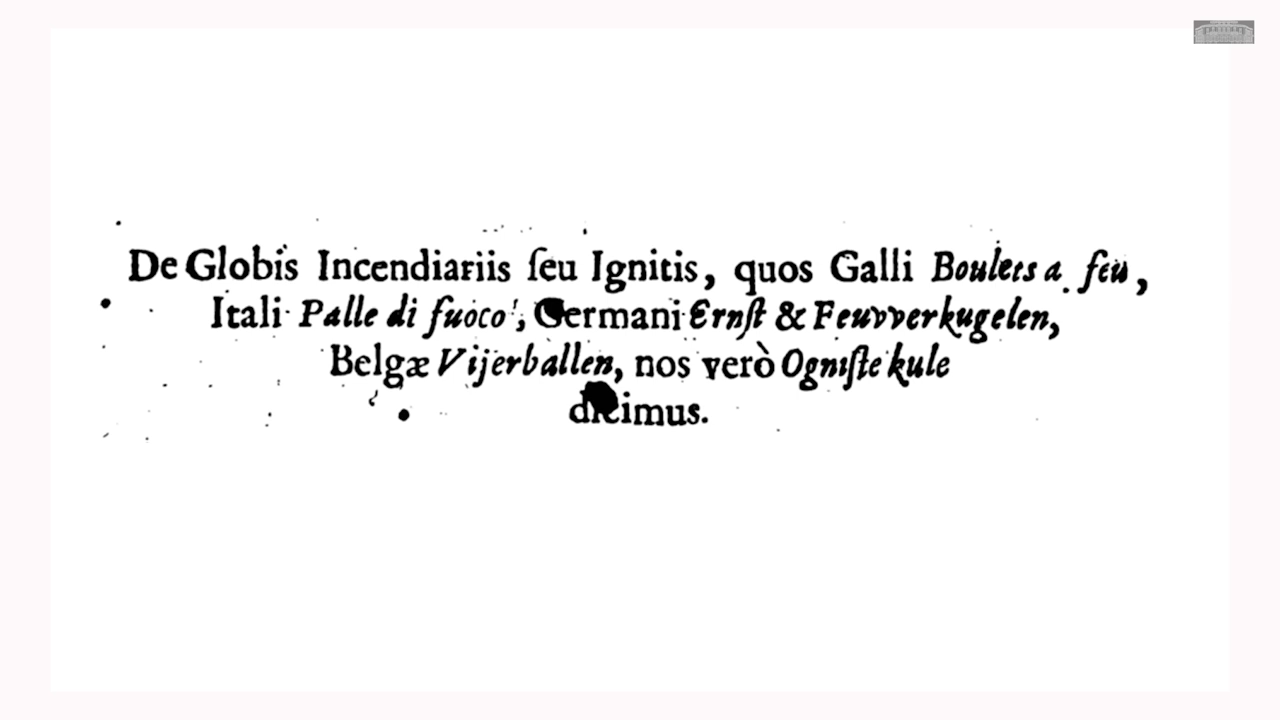 De Globis Incendiariis ſeu Ignitis, quos Galli Boulets a feu,
Itali Palle di fuoco, Germani Ernſt & Feuvverkugelen,
Belgæ Vijerballen, nos verò Ogniſte kule
dicimus.